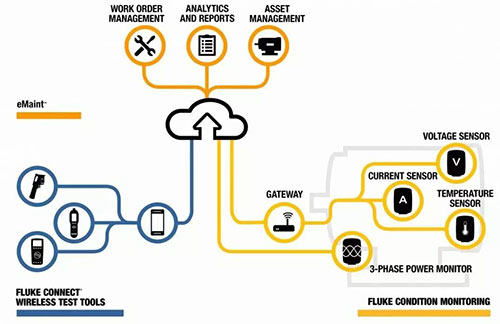 WORK ORDER
MANAGEMENT
ANALYTICS
AND REPORTS
ASSET
MANAGEMENT
eMaint™
VOLTAGE SENSOR
V
CURRENT SENSOR
A
GATEWAY
TEMPERATURE
SENSOR
3-PHASE POWER MONITOR
FLUKE CONNECT®
WIRELESS TEST TOOLS
FLUKE CONDITION MONITORING